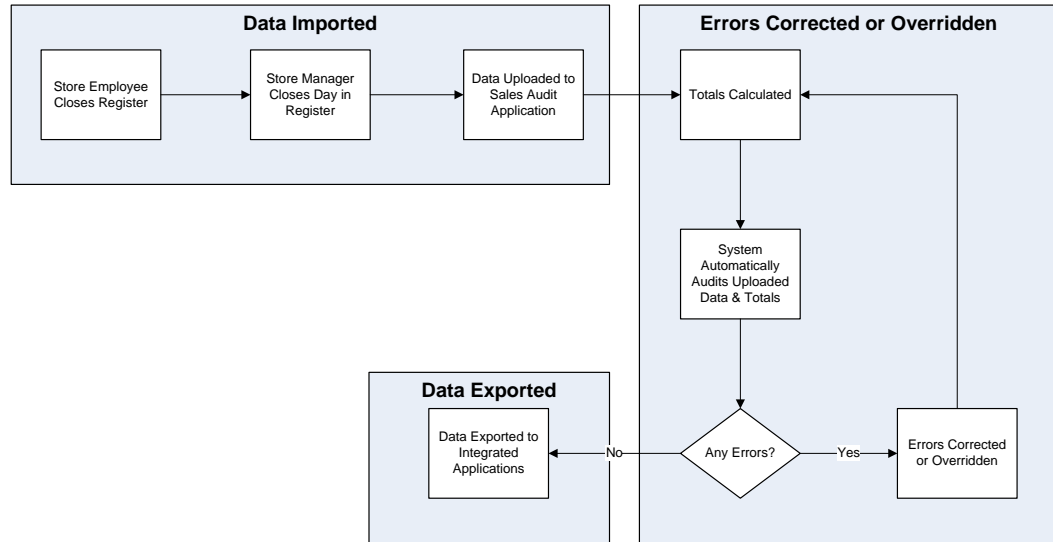 Data Imported
Store Employee
Closes Register
Store Manager
Closes Day in
Register
Data Uploaded to
Sales Audit
Application
Errors Corrected or Overridden
Totals Calculated
System
Automatically
Audits Uploaded
Data & Totals
Any Errors?
Yes
Errors Corrected
or Overridden
No
Data Exported
Data Exported to
Integrated
Applications